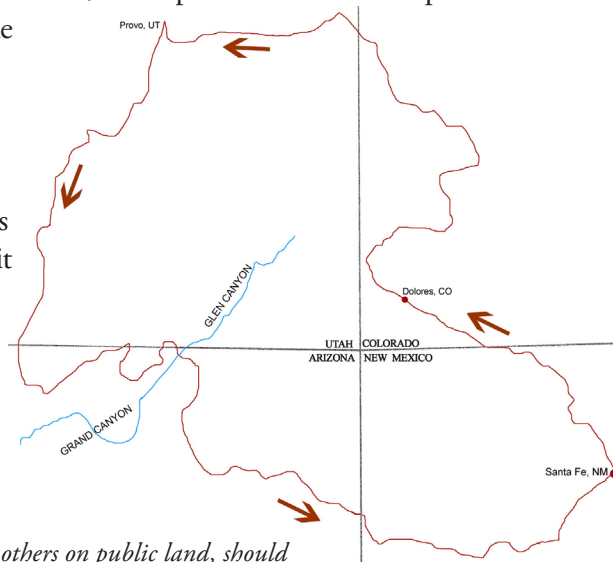 Provo, UT
s
it
GLEN CANYON
Dolores, CO
UTAH COLORADO
ARIZONA NEW MEXICO
GRAND CANYON
Santa Fe, NM
others on public land, should